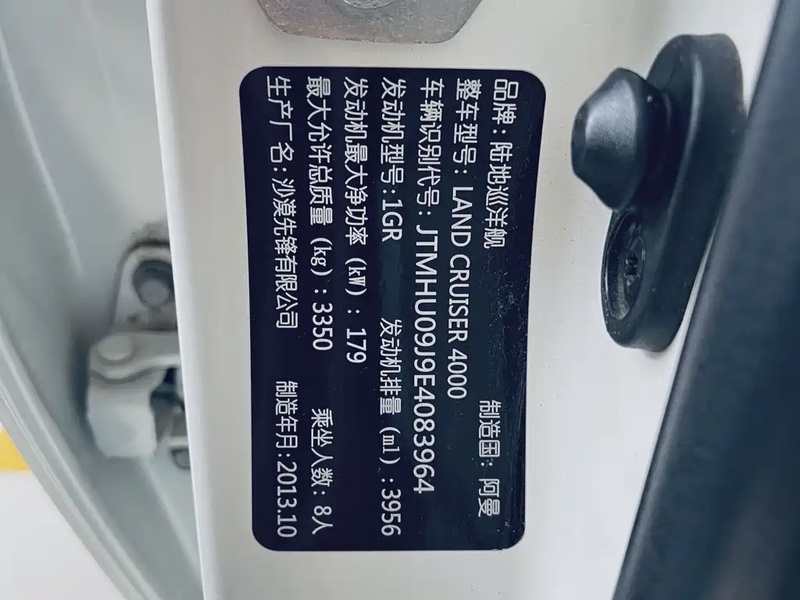 品牌：陆地巡洋舰 制造国：阿曼
整车型号：LAND CRUISER 4000
车辆识别代号：JTMHU09J9E4083964
发动机型号:1GR 发动机排量(ml):3956
发动机最大净功率(kW)：179
最大允许总质量(kg)：3350 乘坐人数：8人
生产厂名:沙漠先锋有限公司 制造年月:2013.10